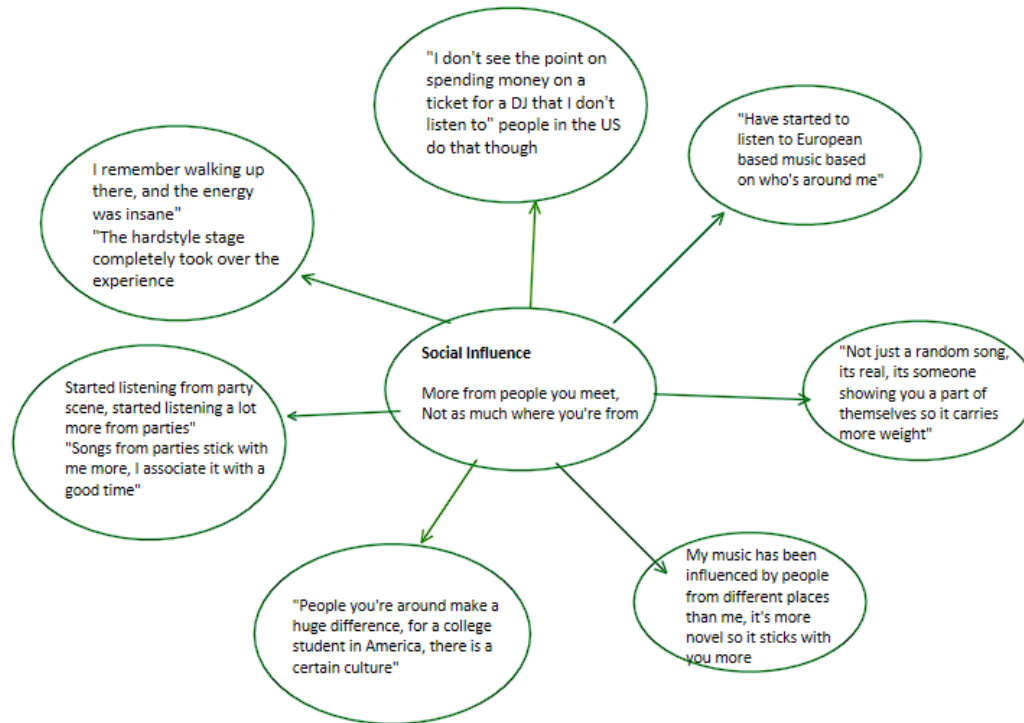 "I don't see the point on
spending money on a
ticket for a DJ that I don't
listen to" people in the US
do that though
"Have started to
listen to European
based music based
on who's around me"
I remember walking up
there, and the energy
was insane"
"The hardstyle stage
completely took over the
experience
Social Influence
More from people you meet,
Not as much where you're from
"Not just a random song,
its real, its someone
showing you a part of
themselves so it carries
more weight"
Started listening from party
scene, started listening a lot
more from parties"
"Songs from parties stick with
me more, I associate it with a
good time"
"People you're around make a
huge difference, for a college
student in America, there is a
certain culture"
My music has been
influenced by people
from different places
than me, it's more
novel so it sticks with
you more